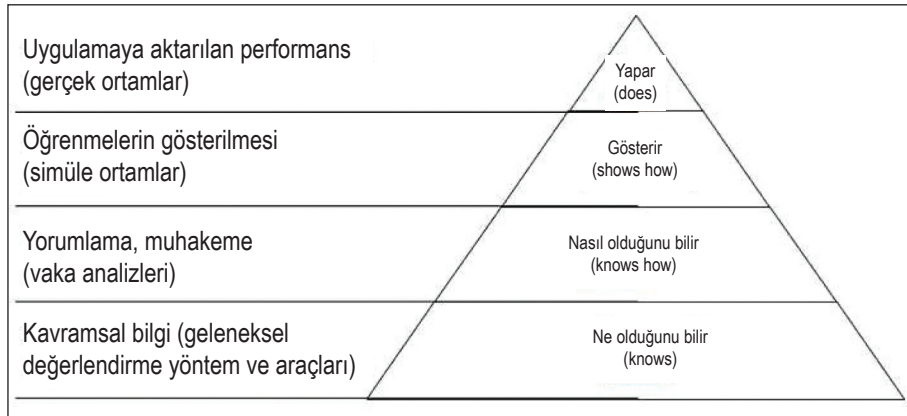 Uygulamaya aktarılan performans
(gerçek ortamlar)
Yapar
(does)
Öğrenmelerin gösterilmesi
(simüle ortamlar)
Gösterir
(shows how)
Yorumlama, muhakeme
(vaka analizleri)
Nasıl olduğunu bilir
(knows how)
Kavramsal bilgi (geleneksel
değerlendirme yöntem ve araçları)
Ne olduğunu bilir
(knows)